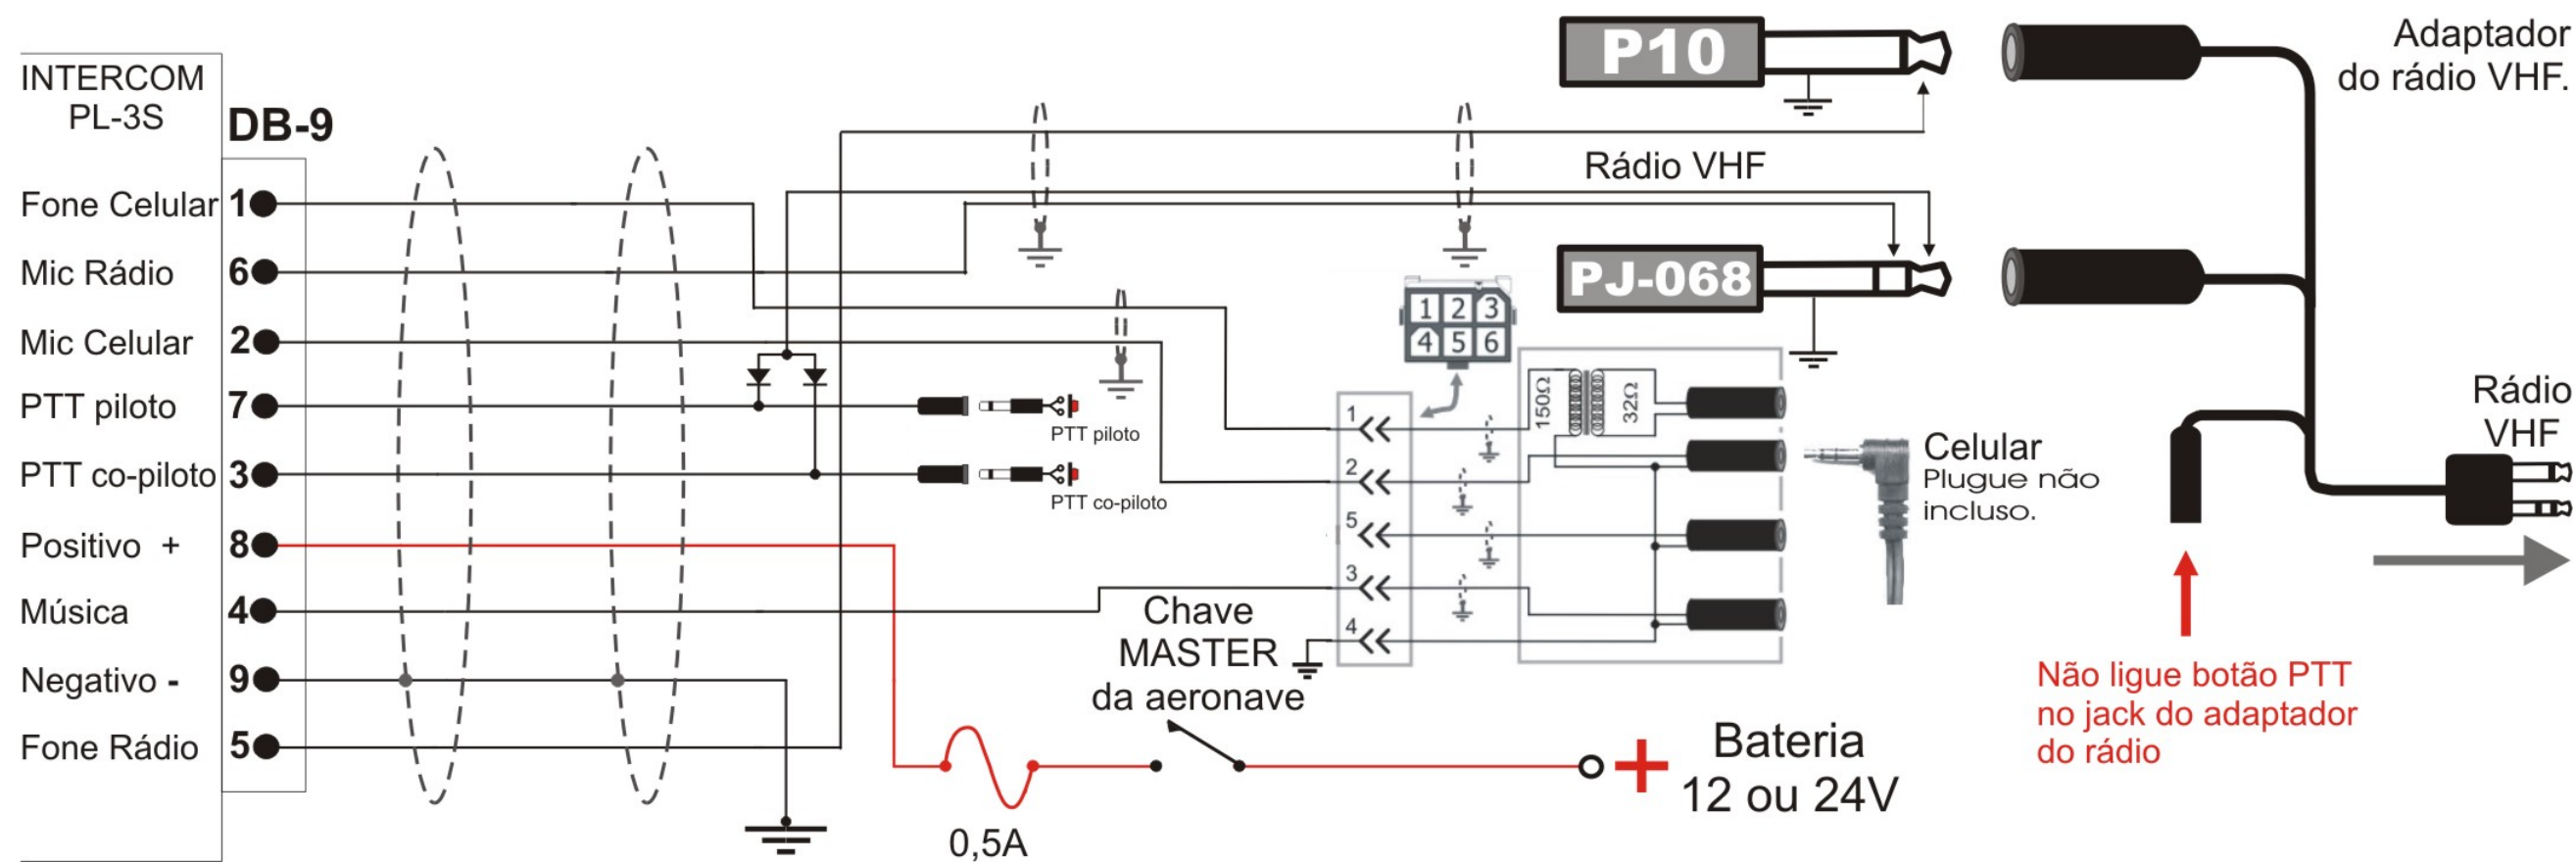 INTERCOM
PL-3S
DB-9
Fone Celular 1
Mic Rádio 6
Mic Celular 2
PTT piloto 7
PTT co-piloto 3
Positivo + 8
Música 4
Negativo - 9
Fone Rádio 5
PTT piloto
PTT co-piloto
0,5A
Chave
MASTER
da aeronave
+
Bateria
12 ou 24V
P10
Rádio VHF
PJ-068
1 2 3
4 5 6
1
2
5
3
4
150Ω
32Ω
Celular
Plugue não
incluso.
Adaptador
do rádio VHF.
Rádio
VHF
Não ligue botão PTT
no jack do adaptador
do rádio